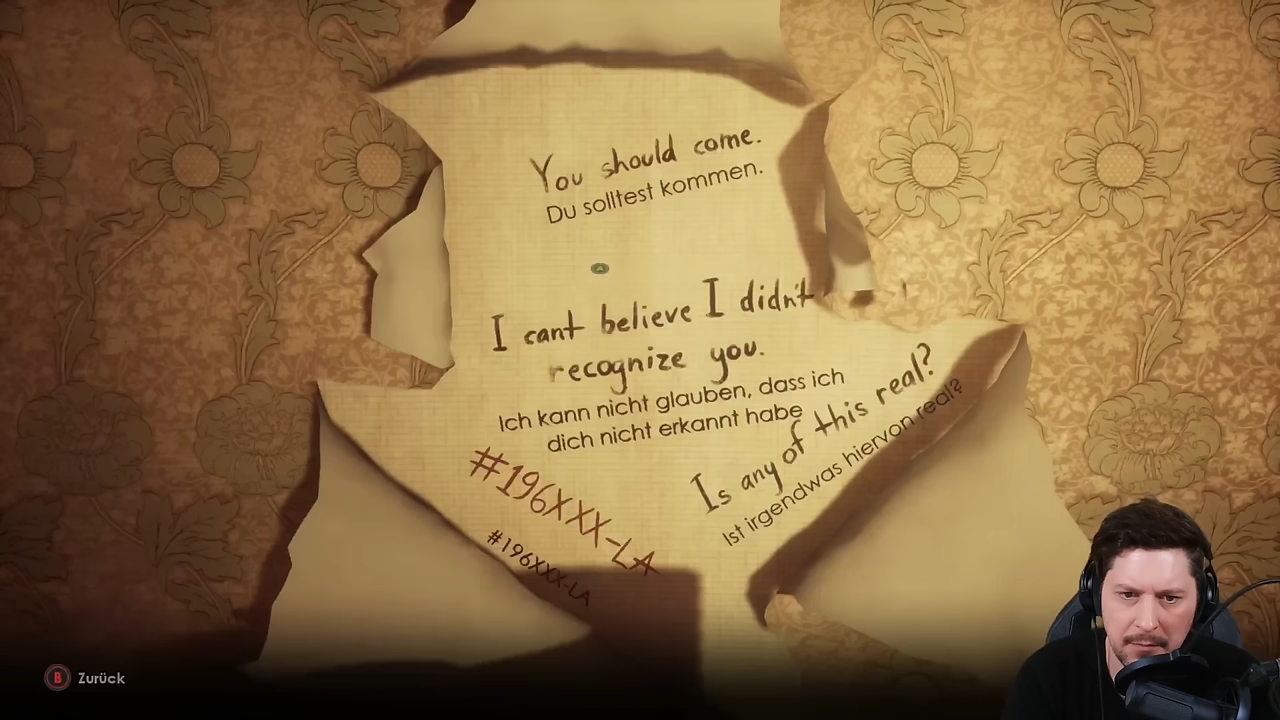 You should come.
Du solltest kommen.
I cant believe I didn't
recognize you.
Ich kann nicht glauben, dass ich
dich nicht erkannt habe
Is any of this real?
Ist irgendwas hiervon real?
#196XXX-LA
#196XXX-LA
B Zurück